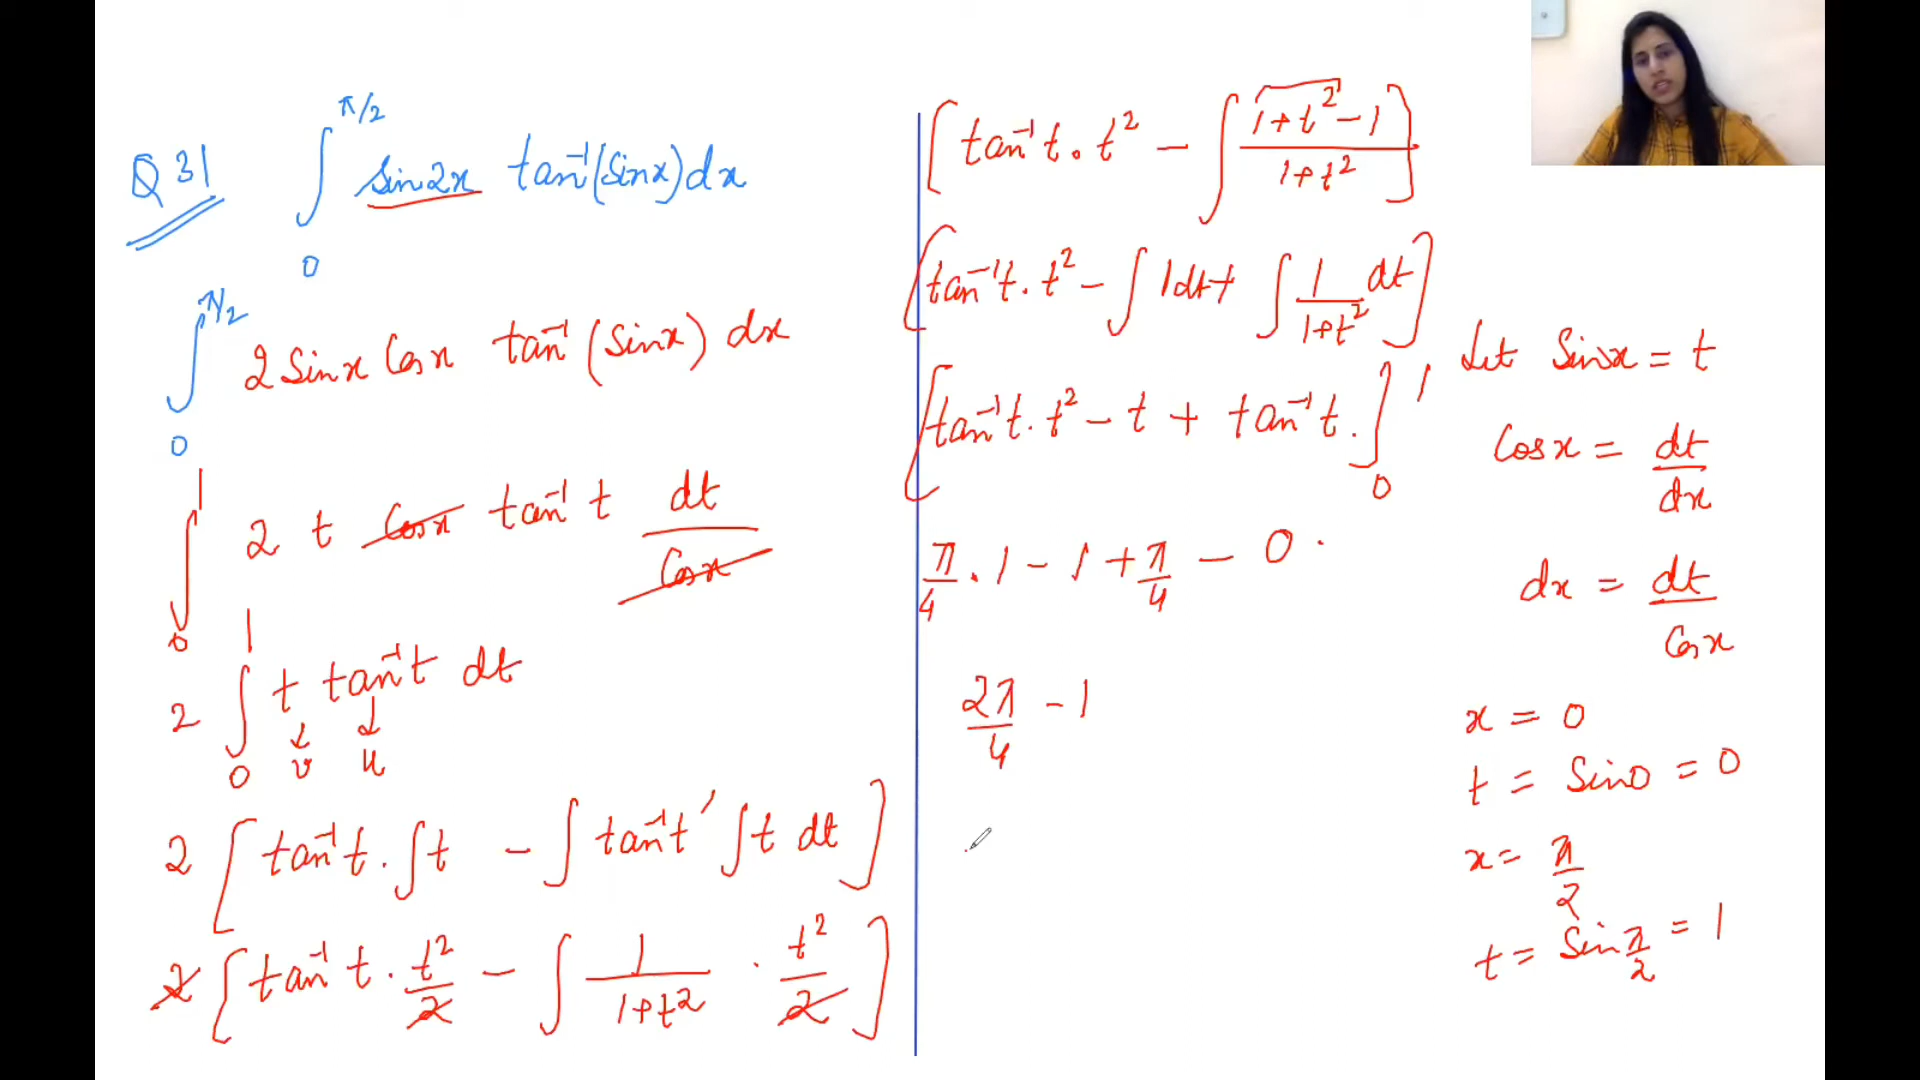 Q 31 ∫₀^{π/2} sin2x tan⁻¹(sinx)dx
∫₀^{π/2} 2 sinx Cosx tan⁻¹(sinx) dx
∫₀¹ 2 t Cosx tan⁻¹t dt/Cosx
2 ∫₀¹ t tan⁻¹t dt
v u
2 [tan⁻¹t . ∫t - ∫tan⁻¹t' ∫t dt]
2 [tan⁻¹t . t²/2 - ∫ 1/(1+t²) . t²/2]
[tan⁻¹t . t² - ∫ (1+t²-1)/(1+t²)]
[tan⁻¹t . t² - ∫1dt + ∫ 1/(1+t²) dt]
[tan⁻¹t . t² - t + tan⁻¹t .]₀¹
π/4 . 1 - 1 + π/4 - 0 .
2π/4 - 1
Let Sinx = t
Cosx = dt/dx
dx = dt/Cosx
x = 0
t = Sin0 = 0
x = π/2
t = Sin π/2 = 1